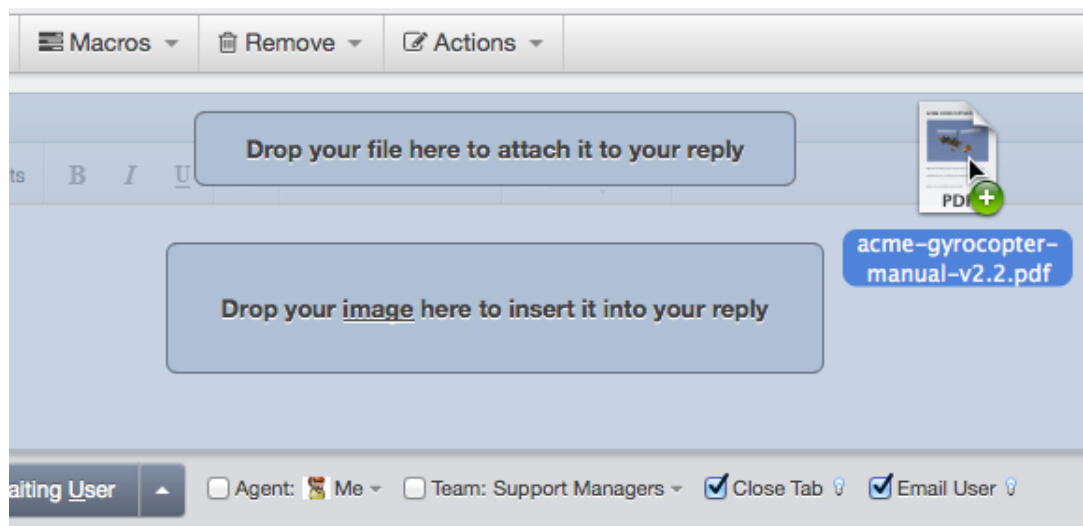 Macros Remove Actions
Drop your file here to attach it to your reply
ts B I U
PDF
acme-gyrocopter-
manual-v2.2.pdf
Drop your image here to insert it into your reply
aiting User Agent: Me Team: Support Managers Close Tab Email User